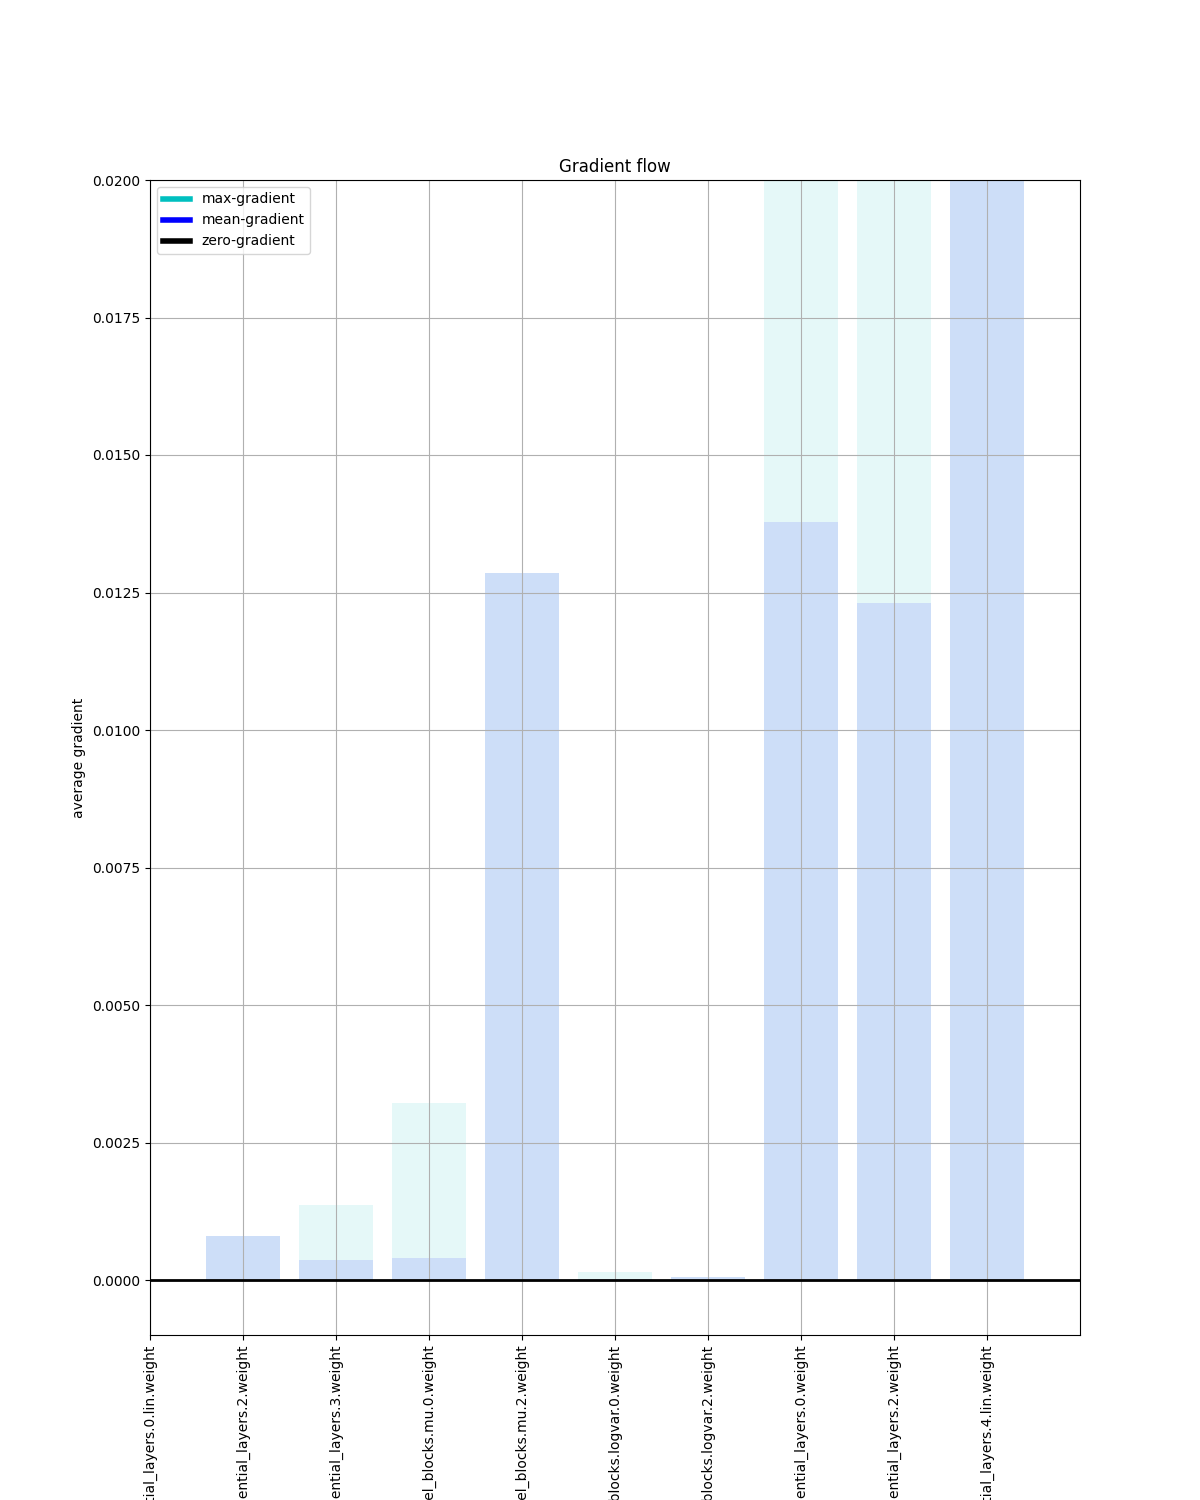 Gradient flow
max-gradient
mean-gradient
zero-gradient
average gradient
0.0200
0.0175
0.0150
0.0125
0.0100
0.0075
0.0050
0.0025
0.0000
tial_layers.0.lin.weight
ential_layers.2.weight
ential_layers.3.weight
el_blocks.mu.0.weight
el_blocks.mu.2.weight
blocks.logvar.0.weight
blocks.logvar.2.weight
ential_layers.0.weight
ential_layers.2.weight
tial_layers.4.lin.weight